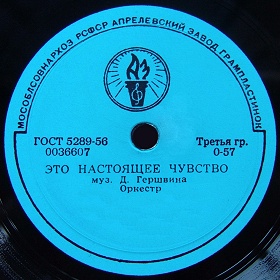 МОСОБЛСОВНАРХОЗ РСФСР АПРЕЛЕВСКИЙ ЗАВОД ГРАМПЛАСТИНОК
ГОСТ 5289-56 Третья гр.
0036607 0-57
ЭТО НАСТОЯЩЕЕ ЧУВСТВО
муз. Д. Гершвина
Оркестр